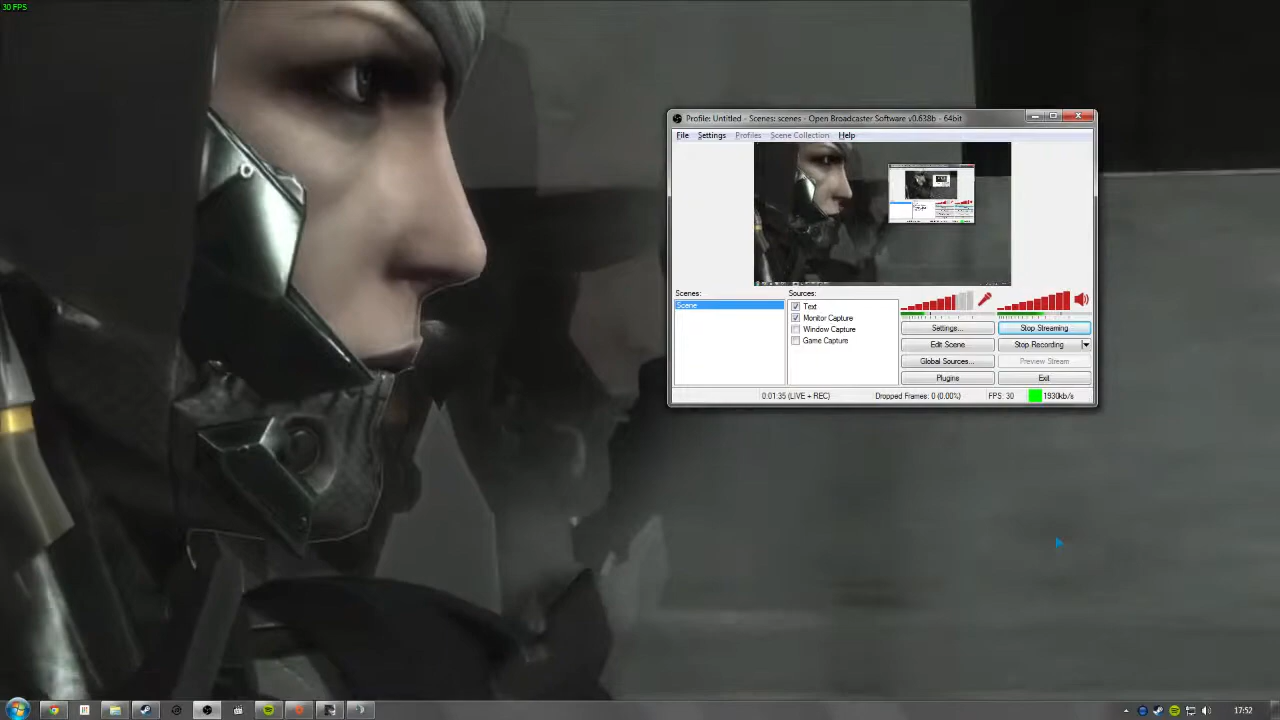 30 FPS
Profile: Untitled - Scenes: scenes - Open Broadcaster Software v0.638b - 64bit
File Settings Profiles Scene Collection Help
Scenes:
Scene
Sources:
Text
Monitor Capture
Window Capture
Game Capture
Settings... Stop Streaming
Edit Scene Stop Recording
Global Sources... Preview Stream
Plugins Exit
0:01:35 (LIVE + REC) Dropped Frames: 0 (0.00%) FPS: 30 1930kb/s
17:52